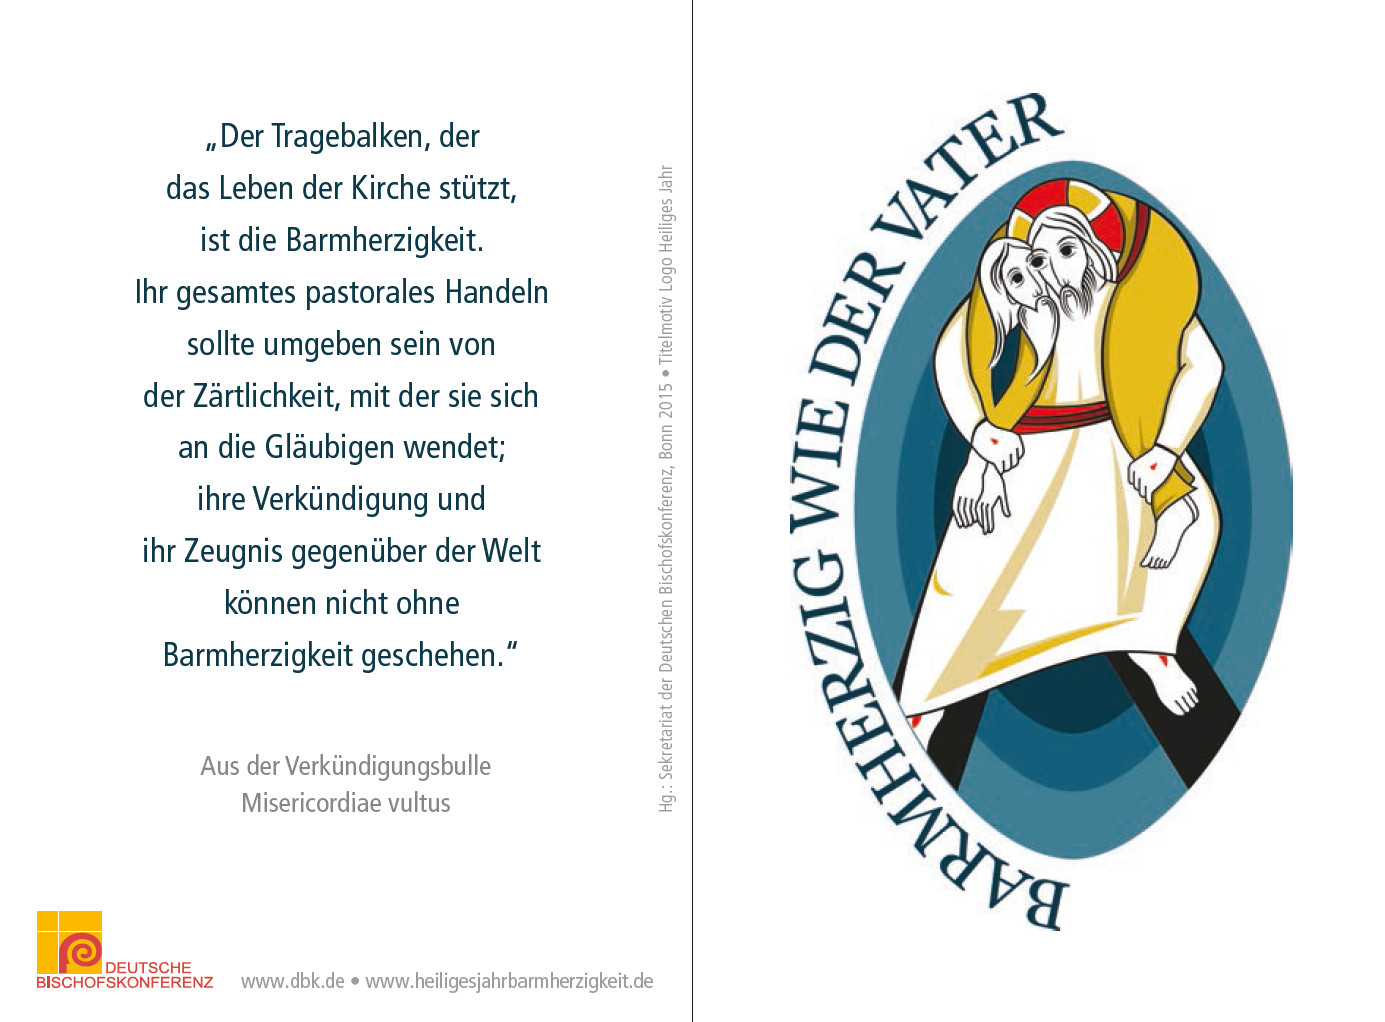 „Der Tragebalken, der
das Leben der Kirche stützt,
ist die Barmherzigkeit.
Ihr gesamtes pastorales Handeln
sollte umgeben sein von
der Zärtlichkeit, mit der sie sich
an die Gläubigen wendet;
ihre Verkündigung und
ihr Zeugnis gegenüber der Welt
können nicht ohne
Barmherzigkeit geschehen.“
Aus der Verkündigungsbulle
Misericordiae vultus
DEUTSCHE
BISCHOFSKONFERENZ
www.dbk.de • www.heiligesjahrbarmherzigkeit.de
Hg.: Sekretariat der Deutschen Bischofskonferenz, Bonn 2015 • Titelmotiv Logo Heiliges Jahr
BARMHERZIG WIE DER VATER